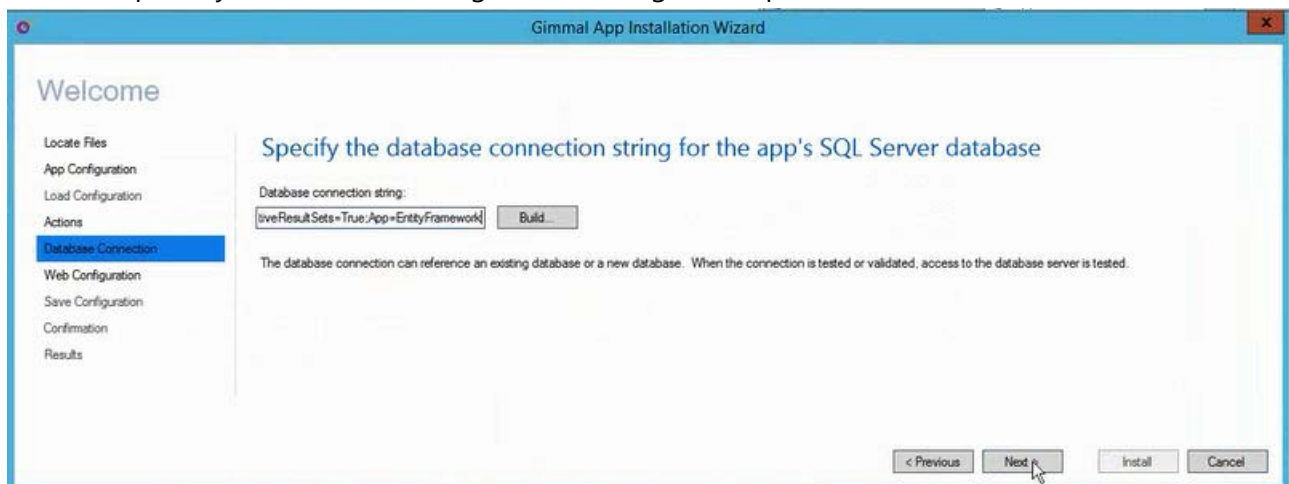 Gimmal App Installation Wizard
x
Welcome
Locate Files
App Configuration
Load Configuration
Actions
Database Connection
Web Configuration
Save Configuration
Confirmation
Results
Specify the database connection string for the app's SQL Server database
Database connection string:
tiveResultSets=True;App=EntityFramework
Build...
The database connection can reference an existing database or a new database. When the connection is tested or validated, access to the database server is tested.
< Previous
Next >
Install
Cancel